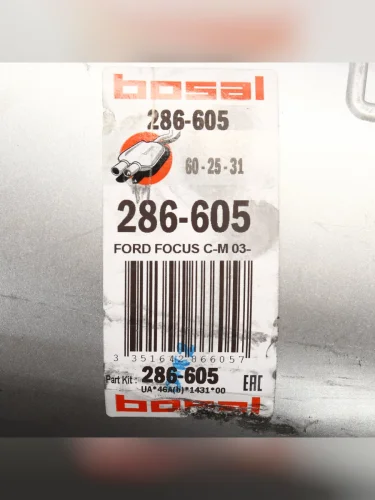 bosal
286-605
60-25-31
286-605
FORD FOCUS C-M 03-
3 351642 866057
Part Kit : 286-605
UA*46A(b)*1431*00
EAC
bosal